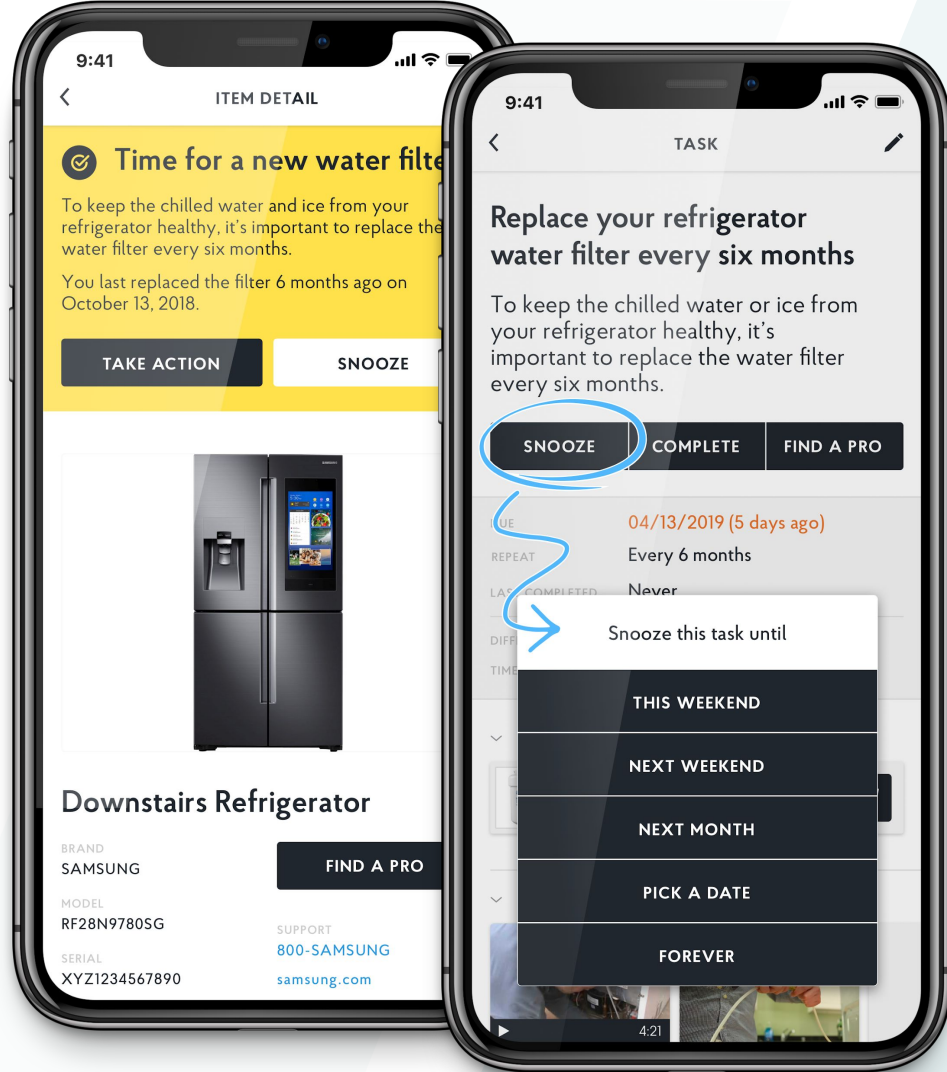 9:41
ITEM DETAIL
Time for a new water filte
To keep the chilled water and ice from your
refrigerator healthy, it's important to replace the
water filter every six months.
You last replaced the filter 6 months ago on
October 13, 2018.
TAKE ACTION
SNOOZE
SAMSUNG
Downstairs Refrigerator
BRAND
SAMSUNG
MODEL
RF28N9780SG
SERIAL
XYZ1234567890
FIND A PRO
SUPPORT
800-SAMSUNG
samsung.com
9:41
TASK
Replace your refrigerator
water filter every six months
To keep the chilled water or ice from
your refrigerator healthy, it's
important to replace the water filter
every six months.
SNOOZE
COMPLETE
FIND A PRO
DUE
04/13/2019 (5 days ago)
REPEAT
Every 6 months
LAST COMPLETED
Never
DIFF
TIME
Snooze this task until
THIS WEEKEND
NEXT WEEKEND
NEXT MONTH
PICK A DATE
FOREVER
4:21